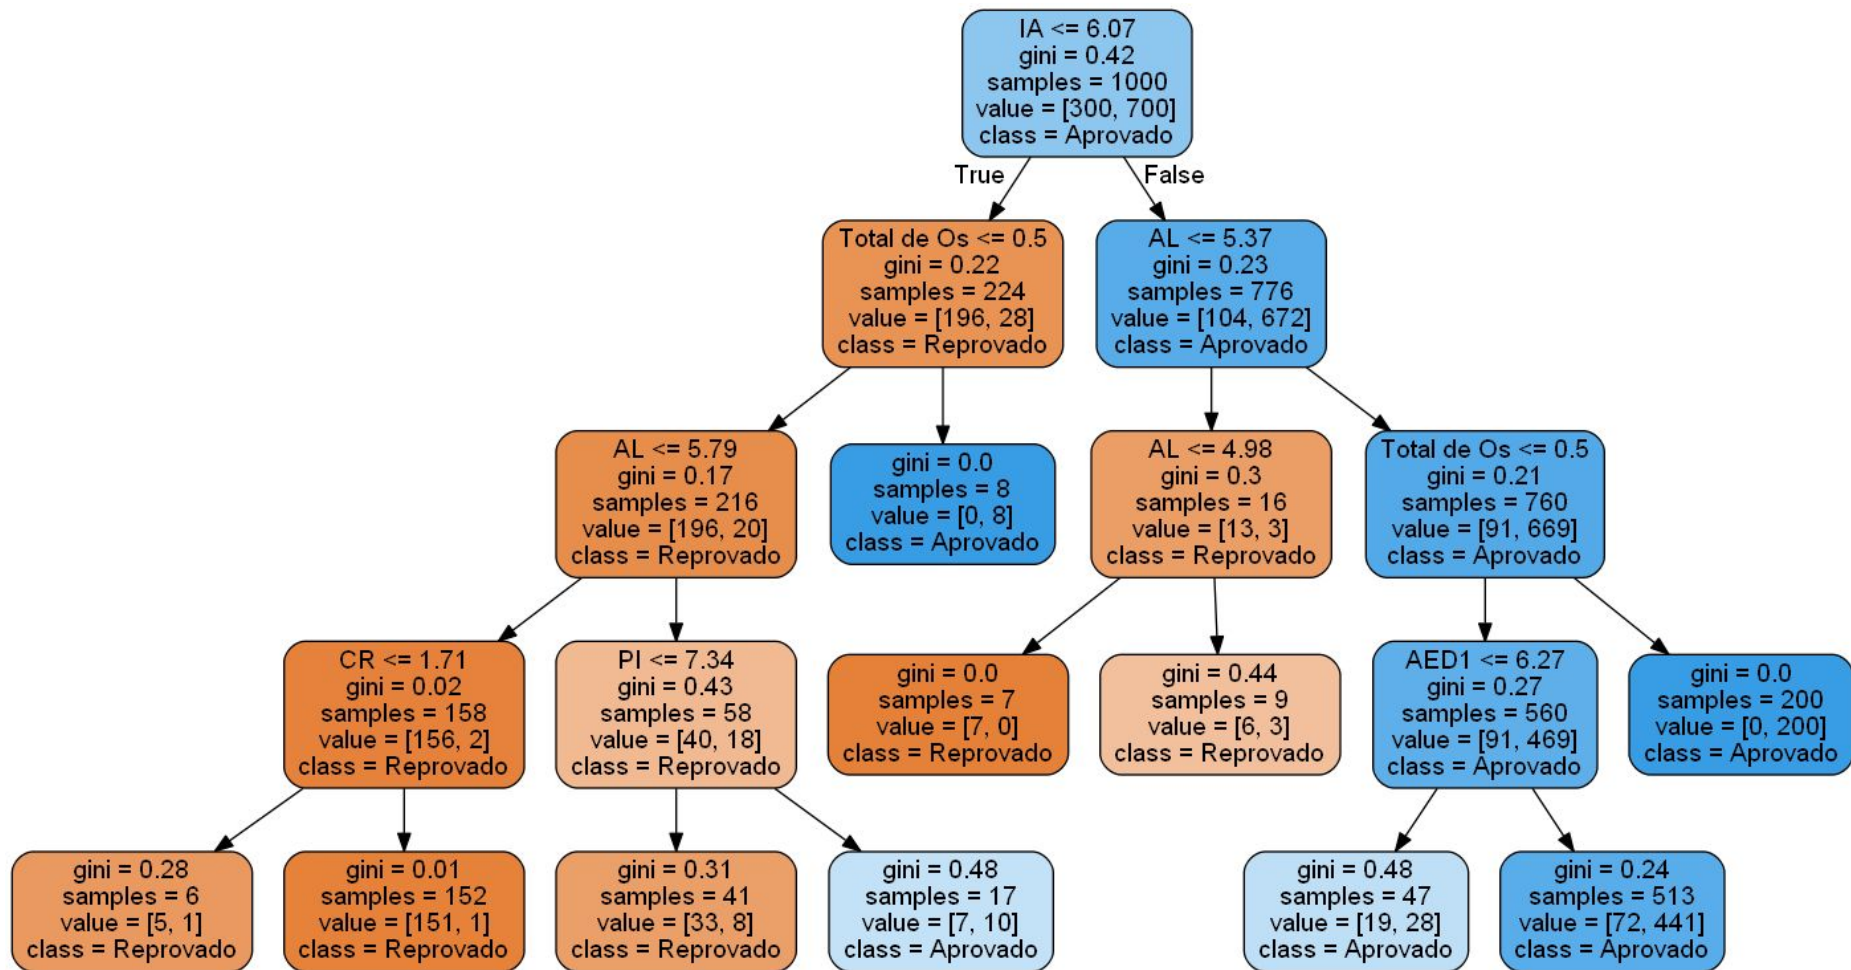 IA <= 6.07
gini = 0.42
samples = 1000
value = [300, 700]
class = Aprovado
True
False
Total de Os <= 0.5
gini = 0.22
samples = 224
value = [196, 28]
class = Reprovado
AL <= 5.37
gini = 0.23
samples = 776
value = [104, 672]
class = Aprovado
AL <= 5.79
gini = 0.17
samples = 216
value = [196, 20]
class = Reprovado
gini = 0.0
samples = 8
value = [0, 8]
class = Aprovado
AL <= 4.98
gini = 0.3
samples = 16
value = [13, 3]
class = Reprovado
Total de Os <= 0.5
gini = 0.21
samples = 760
value = [91, 669]
class = Aprovado
CR <= 1.71
gini = 0.02
samples = 158
value = [156, 2]
class = Reprovado
PI <= 7.34
gini = 0.43
samples = 58
value = [40, 18]
class = Reprovado
gini = 0.0
samples = 7
value = [7, 0]
class = Reprovado
gini = 0.44
samples = 9
value = [6, 3]
class = Reprovado
AED1 <= 6.27
gini = 0.27
samples = 560
value = [91, 469]
class = Aprovado
gini = 0.0
samples = 200
value = [0, 200]
class = Aprovado
gini = 0.28
samples = 6
value = [5, 1]
class = Reprovado
gini = 0.01
samples = 152
value = [151, 1]
class = Reprovado
gini = 0.31
samples = 41
value = [33, 8]
class = Reprovado
gini = 0.48
samples = 17
value = [7, 10]
class = Aprovado
gini = 0.48
samples = 47
value = [19, 28]
class = Aprovado
gini = 0.24
samples = 513
value = [72, 441]
class = Aprovado